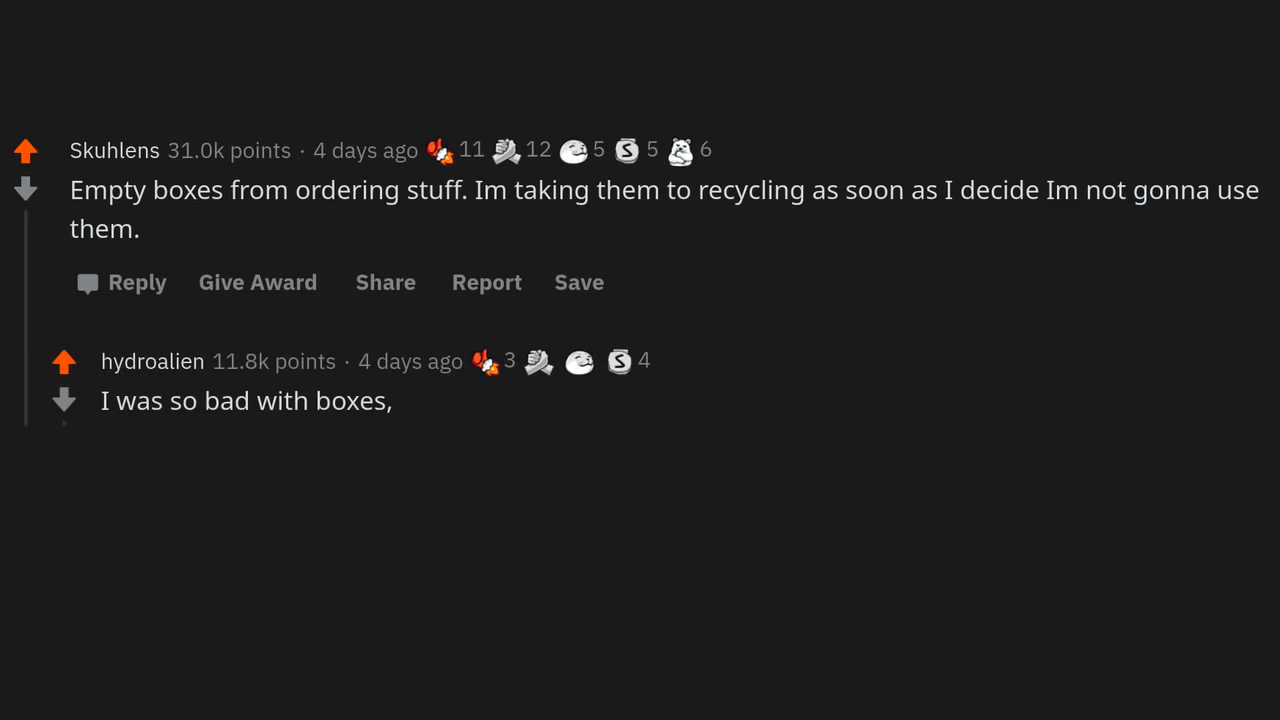 Skuhlens 31.0k points · 4 days ago 11 12 5 5 6
Empty boxes from ordering stuff. Im taking them to recycling as soon as I decide Im not gonna use
them.
Reply Give Award Share Report Save
hydroalien 11.8k points · 4 days ago 3 4
I was so bad with boxes,